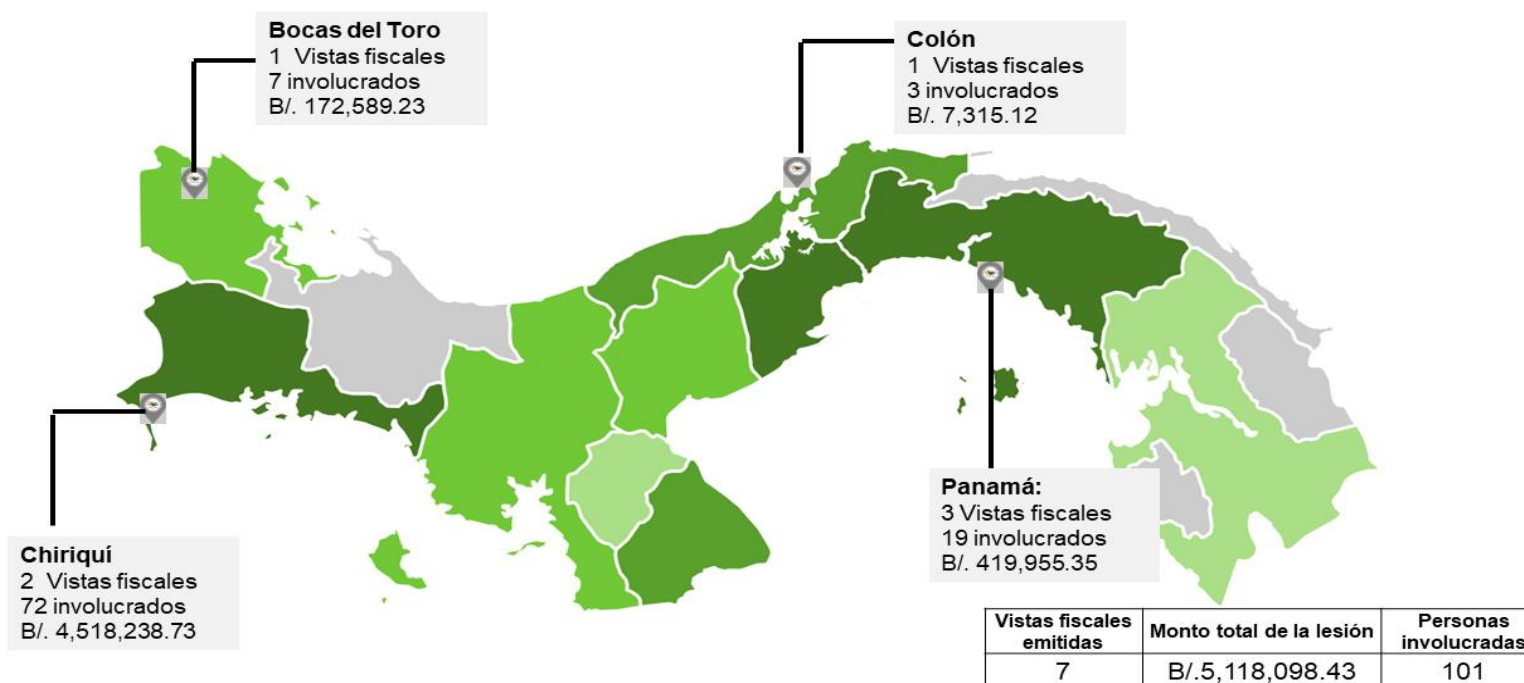 Bocas del Toro
1 Vistas fiscales
7 involucrados
B/. 172,589.23
Colón
1 Vistas fiscales
3 involucrados
B/. 7,315.12
Chiriquí
2 Vistas fiscales
72 involucrados
B/. 4,518,238.73
Panamá:
3 Vistas fiscales
19 involucrados
B/. 419,955.35
Vistas fiscales
emitidas
Monto total de la lesión
Personas
involucradas
7
B/.5,118,098.43
101